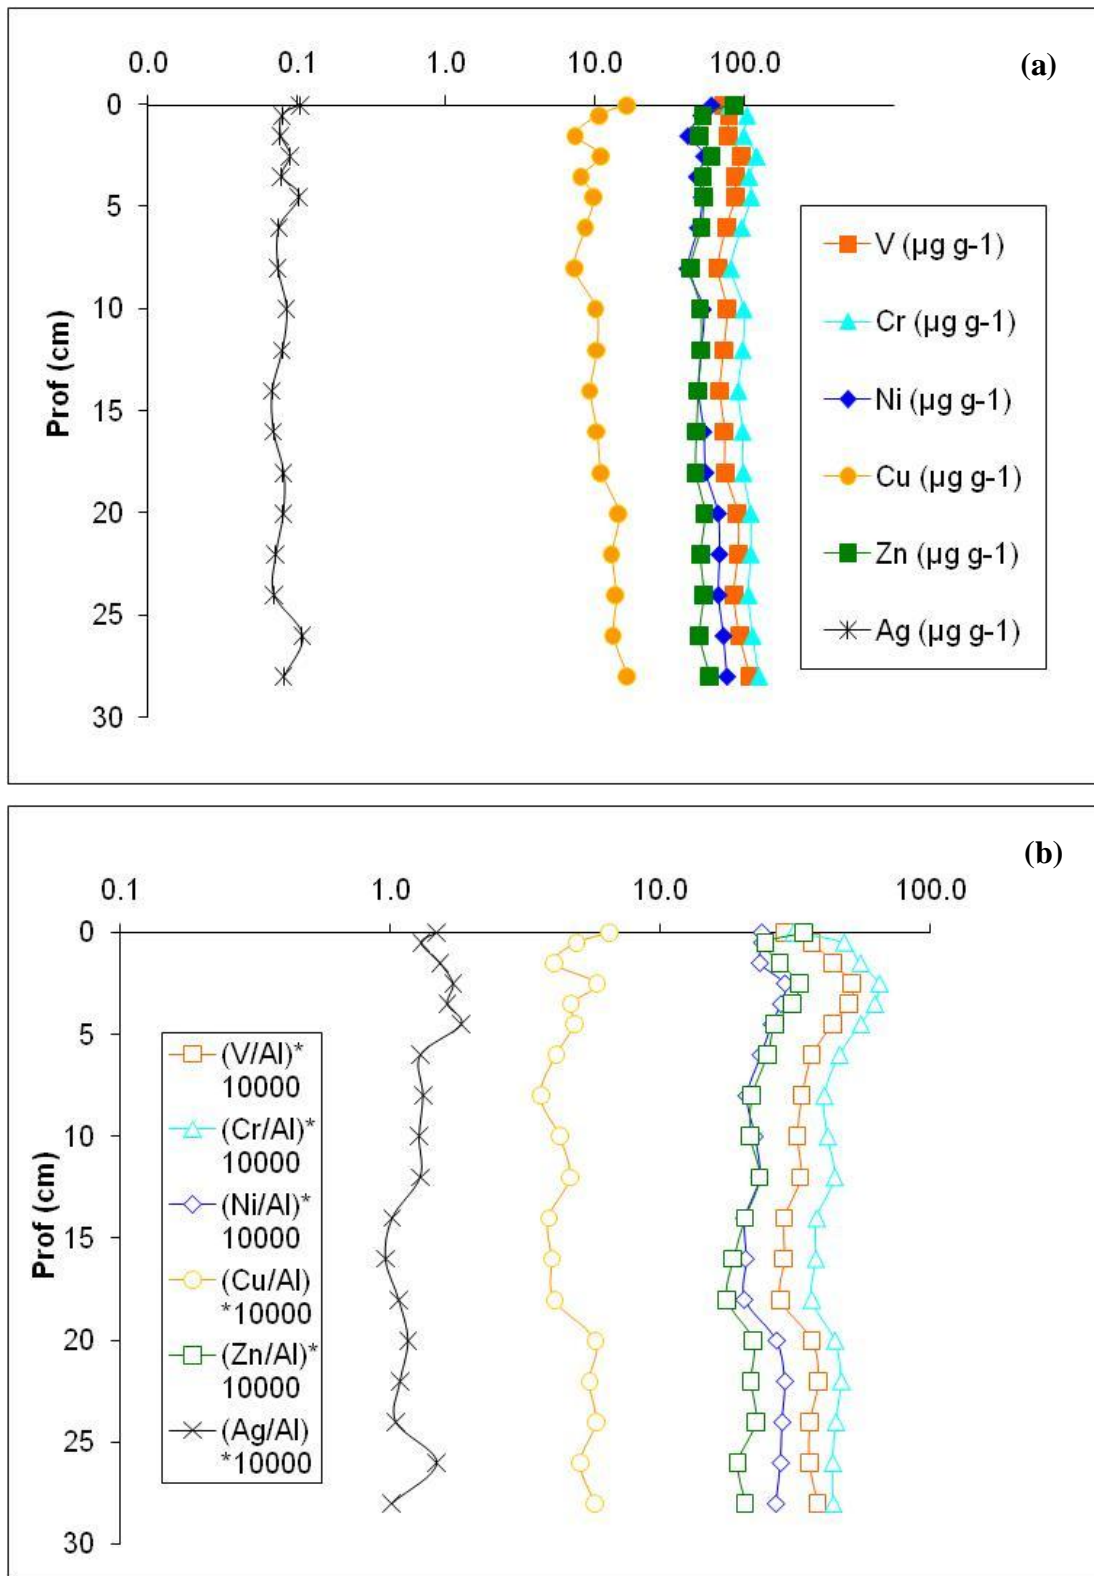 0.0 0.1 1.0 10.0 100.0 (a)
0
5
10
15
20
25
30
Prof (cm)
V (µg g-1)
Cr (µg g-1)
Ni (µg g-1)
Cu (µg g-1)
Zn (µg g-1)
Ag (µg g-1)
(b)
0.1 1.0 10.0 100.0
0
5
10
15
20
25
30
Prof (cm)
(V/Al)*
10000
(Cr/Al)*
10000
(Ni/Al)*
10000
(Cu/Al)
*10000
(Zn/Al)*
10000
(Ag/Al)
*10000